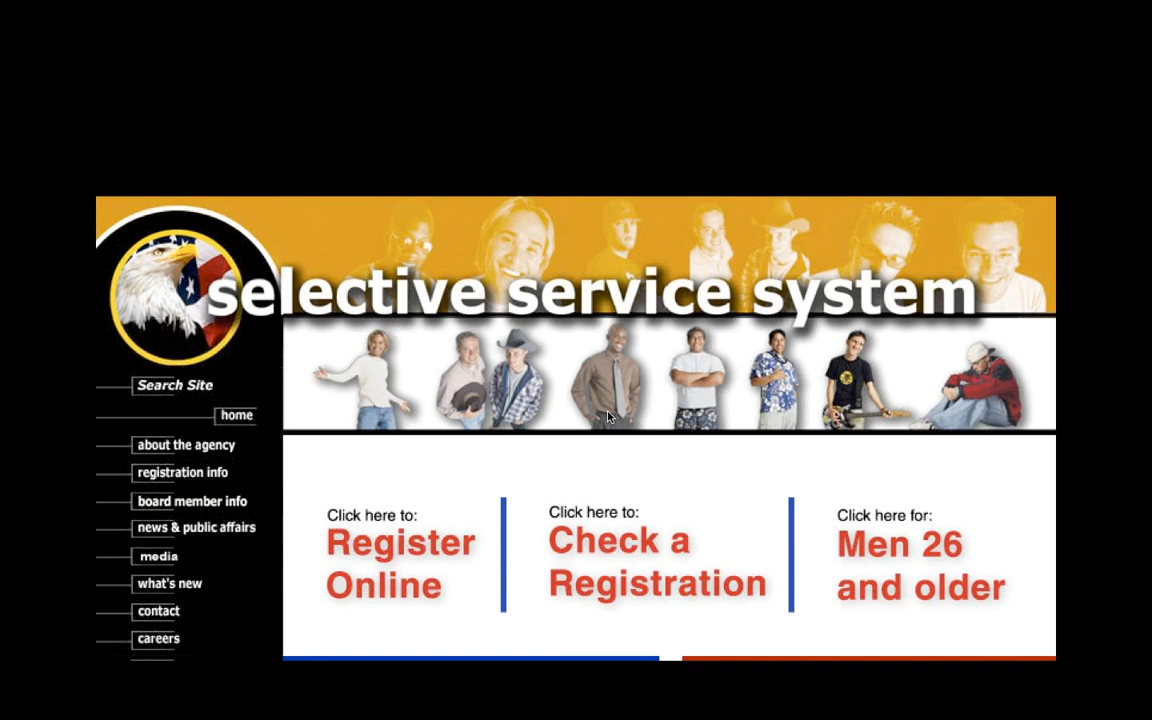 selective service system
Search Site
home
about the agency
registration info
board member info
news & public affairs
media
what's new
contact
careers
Click here to:
Register
Online
Click here to:
Check a
Registration
Click here for:
Men 26
and older